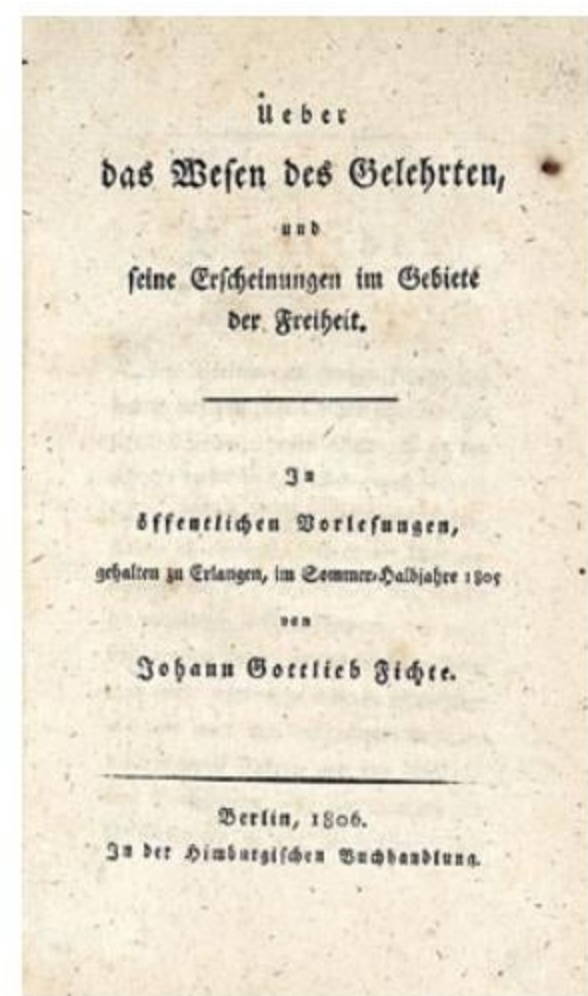 Ueber
das Wesen des Gelehrten,
und
seine Erscheinungen im Gebiete
der Freiheit.
In
öffentlichen Vorlesungen,
gehalten zu Erlangen, im Sommer-Halbjahre 1805
von
Johann Gottlieb Fichte.
Berlin, 1806.
In der Himburgischen Buchhandlung.